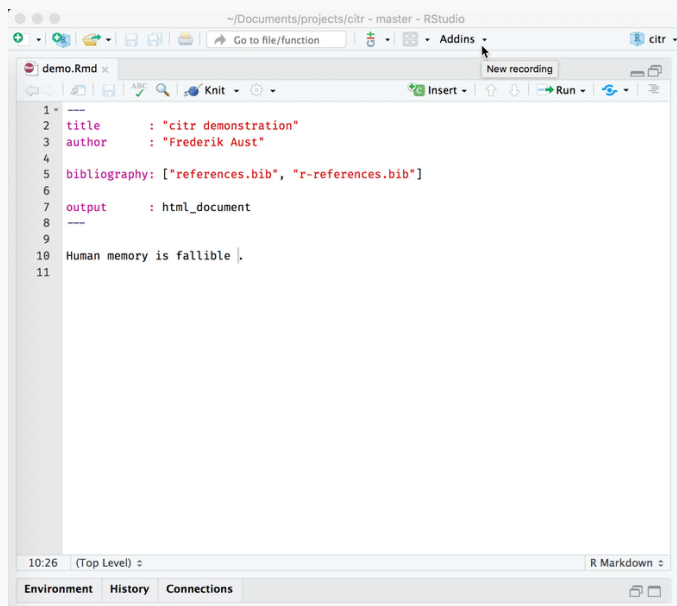 ~/Documents/projects/citr - master - RStudio
Go to file/function
Addins
citr
New recording
demo.Rmd
ABC
Knit
Insert
Run
1 ---
2 title       : "citr demonstration"
3 author      : "Frederik Aust"
4
5 bibliography: ["references.bib", "r-references.bib"]
6
7 output      : html_document
8 ---
9
10 Human memory is fallible .
11
10:26 (Top Level) R Markdown
Environment History Connections